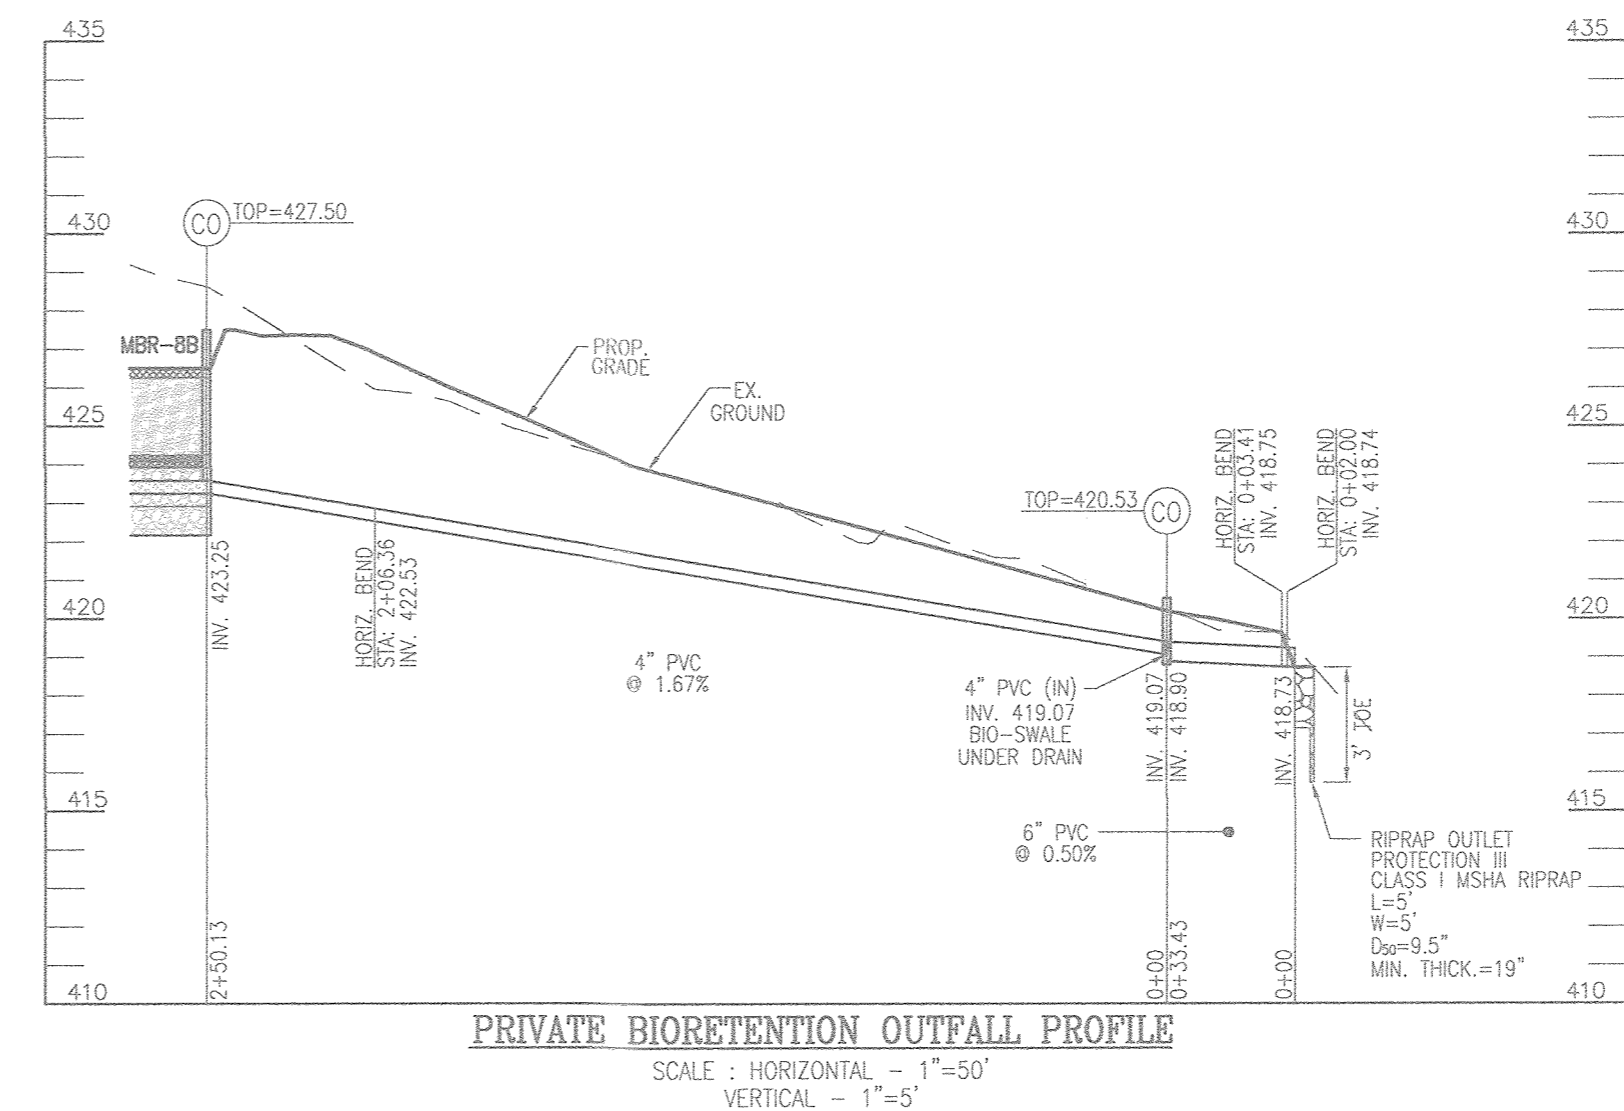 435
435
430
430
425
425
420
420
415
415
410
410
CO
TOP=427.50
MBR-8B
PROP.
GRADE
EX.
GROUND
INV. 423.25
HORIZ. BEND
STA: 2+06.36
INV. 422.53
4" PVC
@ 1.67%
TOP=420.53
CO
HORIZ. BEND
STA: 0+03.41
INV. 418.75
HORIZ. BEND
STA: 0+02.00
INV. 418.74
4" PVC (IN)
INV. 419.07
BIO-SWALE
UNDER DRAIN
INV. 419.07
INV. 418.90
INV. 418.73
3' TOE
6" PVC
@ 0.50%
RIPRAP OUTLET
PROTECTION III
CLASS I MSHA RIPRAP
L=5'
W=5'
D50=9.5"
MIN. THICK.=19"
2+50.13
0+00
0+33.43
0+00
PRIVATE BIORETENTION OUTFALL PROFILE
SCALE : HORIZONTAL - 1"=50'
VERTICAL - 1"=5'